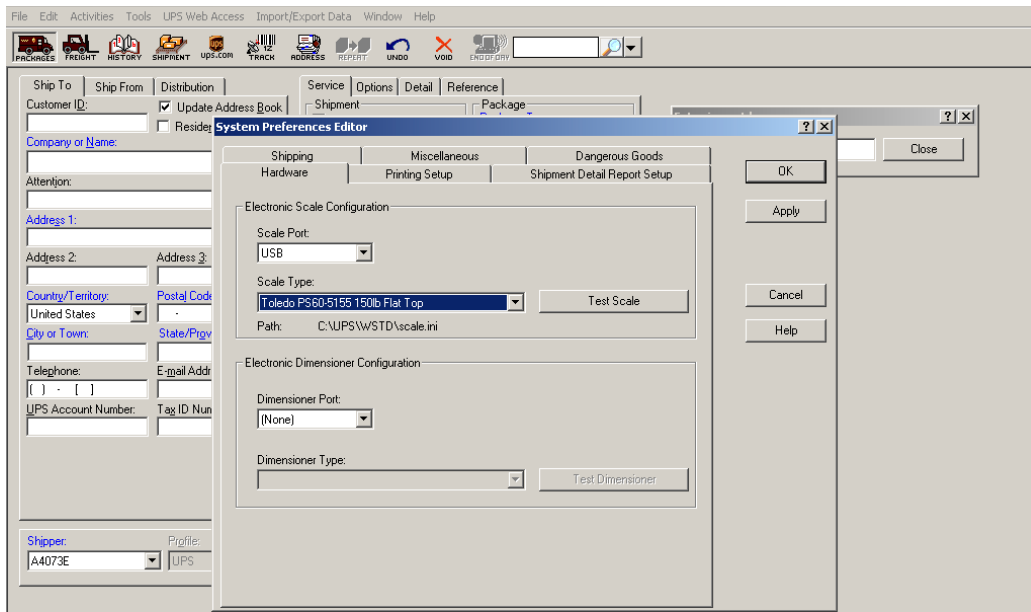 File Edit Activities Tools UPS Web Access Import/Export Data Window Help
PACKAGES FREIGHT HISTORY SHIPMENT ups.com TRACK ADDRESS REPEAT UNDO VOID END OF DAY
Ship To Ship From Distribution
Service Options Detail Reference
Customer ID: Update Address Book
Shipment Package
Company or Name:
Attention:
Address 1:
Address 2: Address 3:
Country/Territory: Postal Code
United States -
City or Town: State/Prov
Telephone: E-mail Addr
( ) - [ ]
UPS Account Number: Tax ID Num
Shipper: Profile:
A4073E UPS
Close
System Preferences Editor
Shipping Miscellaneous Dangerous Goods
Hardware Printing Setup Shipment Detail Report Setup
Electronic Scale Configuration
Scale Port:
USB
Scale Type:
Toledo PS60-5155 150lb Flat Top Test Scale
Path: C:\UPS\WSTD\scale.ini
Electronic Dimensioner Configuration
Dimensioner Port:
(None)
Dimensioner Type:
Test Dimensioner
OK
Apply
Cancel
Help